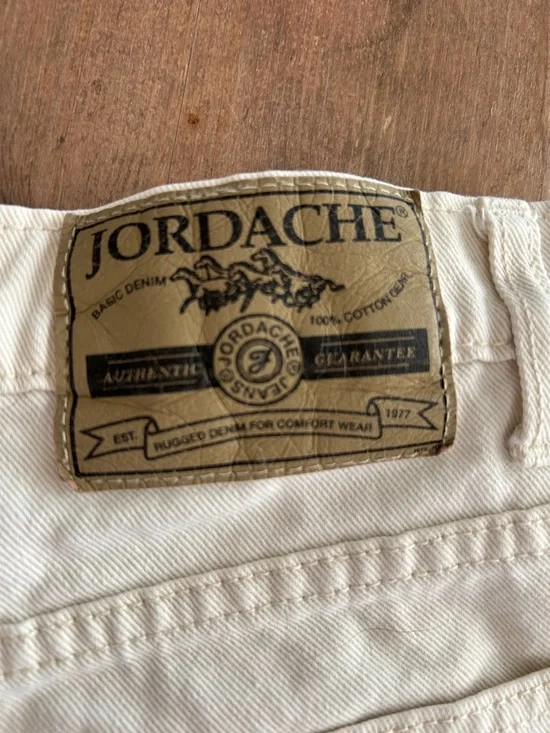 JORDACHE®
BASIC DENIM
100% COTTON GEAR
AUTHENTIC
JORDACHE
J
JEANS
GUARANTEE
EST.
RUGGED DENIM FOR COMFORT WEAR
1977